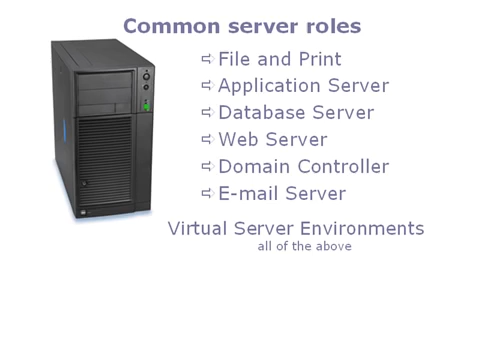 Common server roles
File and Print
Application Server
Database Server
Web Server
Domain Controller
E-mail Server
Virtual Server Environments
all of the above